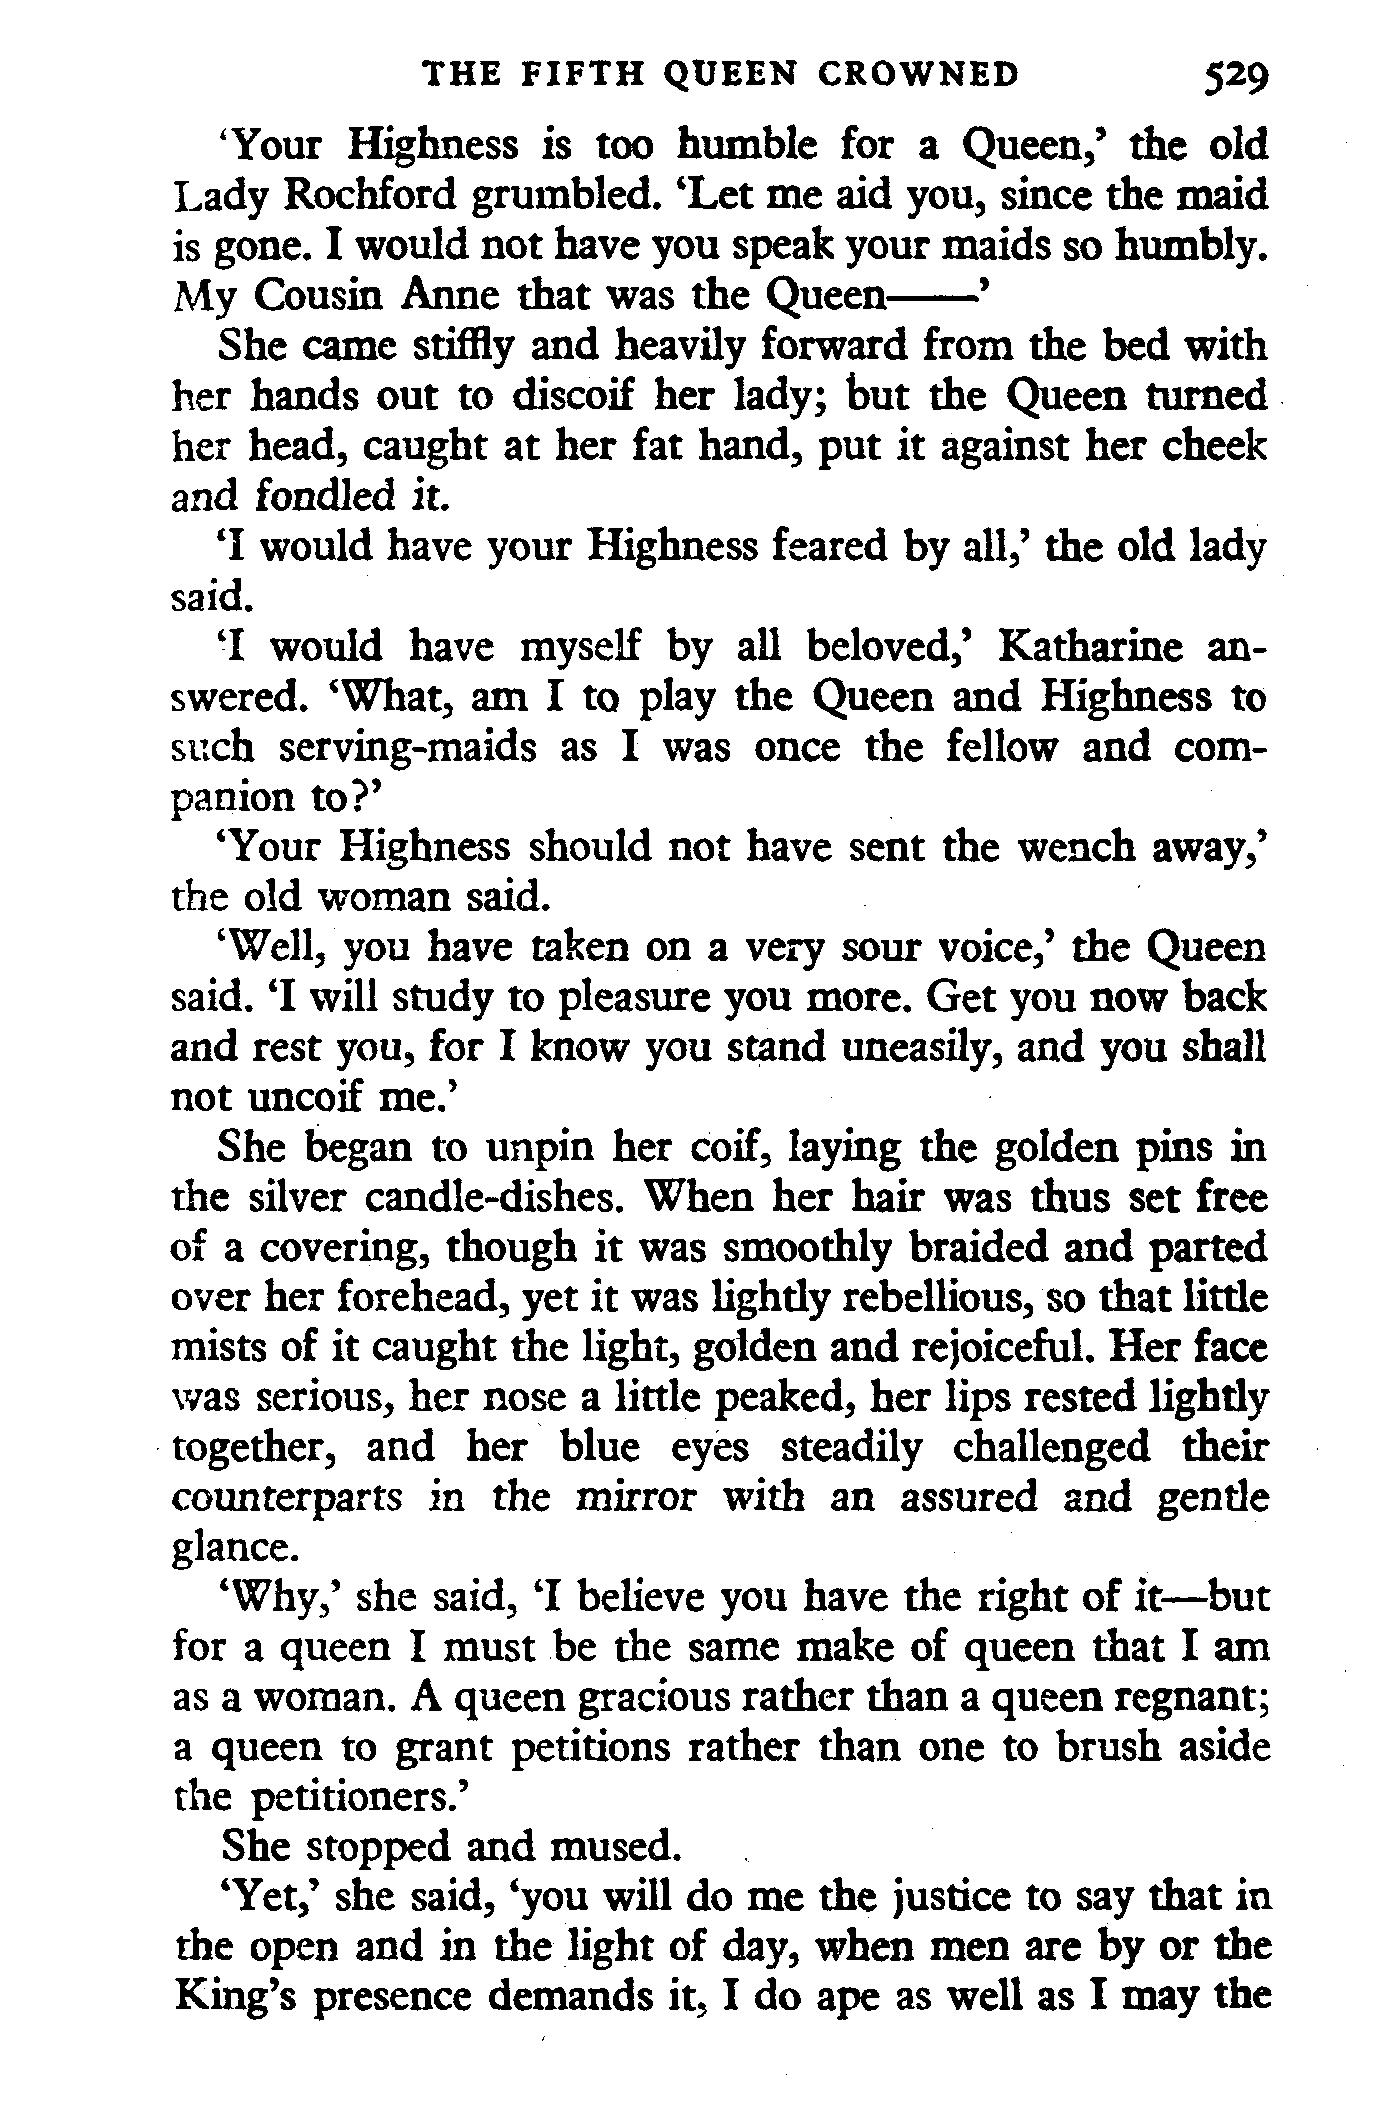 THE FIFTH QUEEN CROWNED 529
‘Your Highness is too humble for a Queen,’ the old
Lady Rochford grumbled. ‘Let me aid you, since the maid
is gone. I would not have you speak your maids so humbly.
My Cousin Anne that was the Queen——’
She came stiffly and heavily forward from the bed with
her hands out to discoif her lady; but the Queen turned
her head, caught at her fat hand, put it against her cheek
and fondled it.
‘I would have your Highness feared by all,’ the old lady
said.
‘I would have myself by all beloved,’ Katharine an-
swered. ‘What, am I to play the Queen and Highness to
such serving-maids as I was once the fellow and com-
panion to?’
‘Your Highness should not have sent the wench away,’
the old woman said.
‘Well, you have taken on a very sour voice,’ the Queen
said. ‘I will study to pleasure you more. Get you now back
and rest you, for I know you stand uneasily, and you shall
not uncoif me.’
She began to unpin her coif, laying the golden pins in
the silver candle-dishes. When her hair was thus set free
of a covering, though it was smoothly braided and parted
over her forehead, yet it was lightly rebellious, so that little
mists of it caught the light, golden and rejoiceful. Her face
was serious, her nose a little peaked, her lips rested lightly
together, and her blue eyes steadily challenged their
counterparts in the mirror with an assured and gentle
glance.
‘Why,’ she said, ‘I believe you have the right of it—but
for a queen I must be the same make of queen that I am
as a woman. A queen gracious rather than a queen regnant;
a queen to grant petitions rather than one to brush aside
the petitioners.’
She stopped and mused.
‘Yet,’ she said, ‘you will do me the justice to say that in
the open and in the light of day, when men are by or the
King’s presence demands it, I do ape as well as I may the